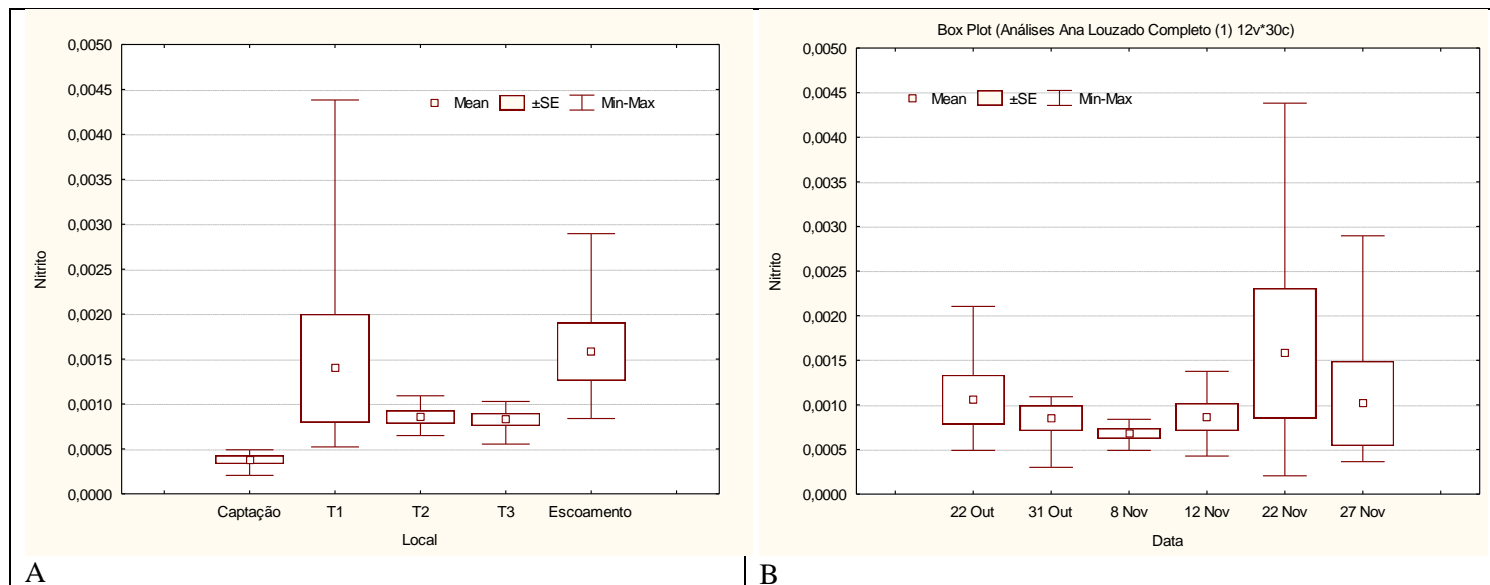 0,0050
0,0045
0,0040
0,0035
0,0030
0,0025
0,0020
0,0015
0,0010
0,0005
0,0000
Nitrito
Mean ±SE Min-Max
Captação T1 T2 T3 Escoamento
Local
A
Box Plot (Análises Ana Louzado Completo (1) 12v*30c)
0,0050
0,0045
0,0040
0,0035
0,0030
0,0025
0,0020
0,0015
0,0010
0,0005
0,0000
Nitrito
Mean ±SE Min-Max
22 Out 31 Out 8 Nov 12 Nov 22 Nov 27 Nov
Data
B